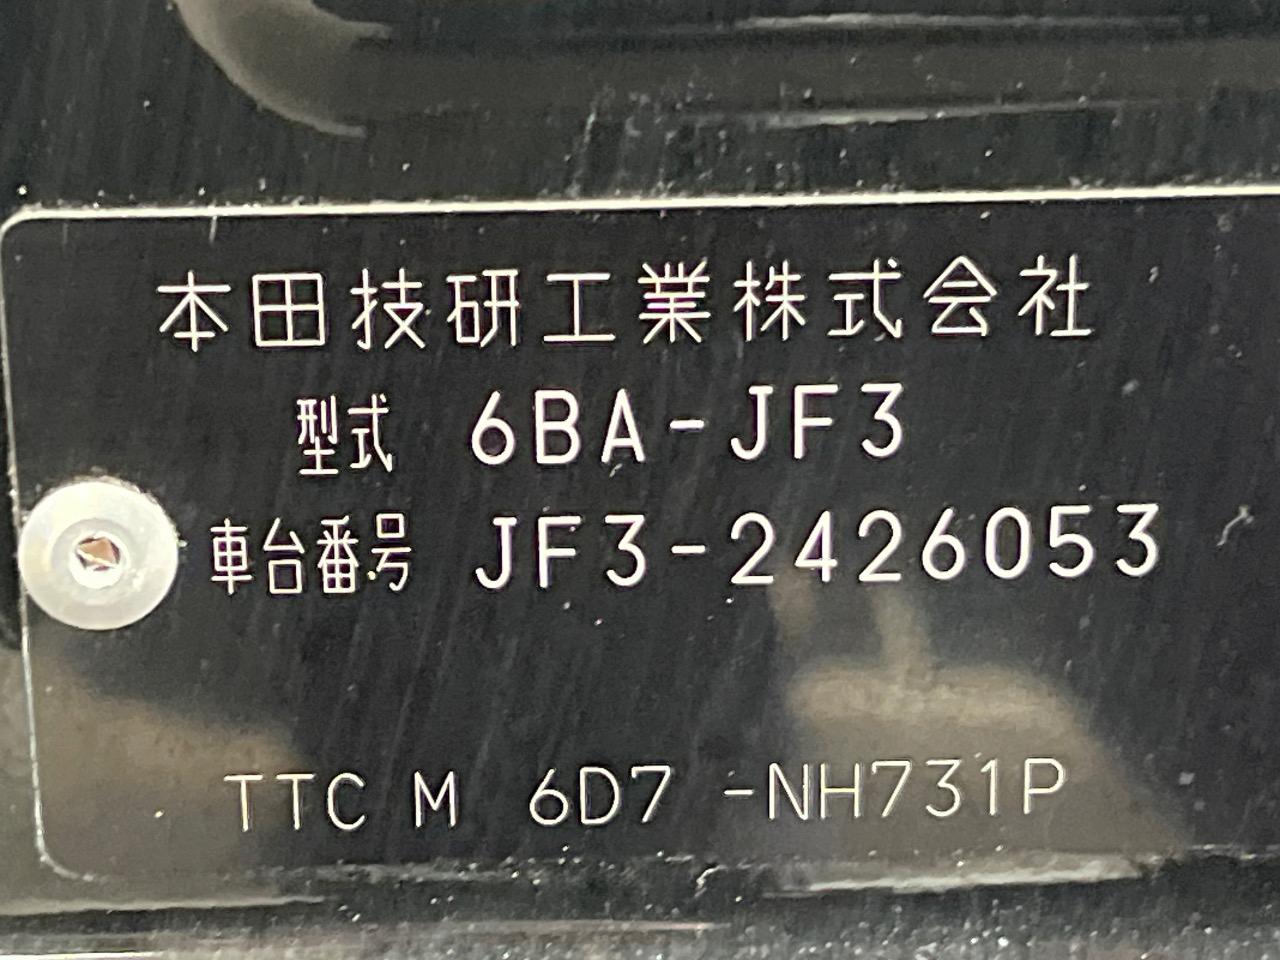 本田技研工業株式会社
型式 6BA-JF3
車台番号 JF3-2426053
TTC M 6D7 -NH731P